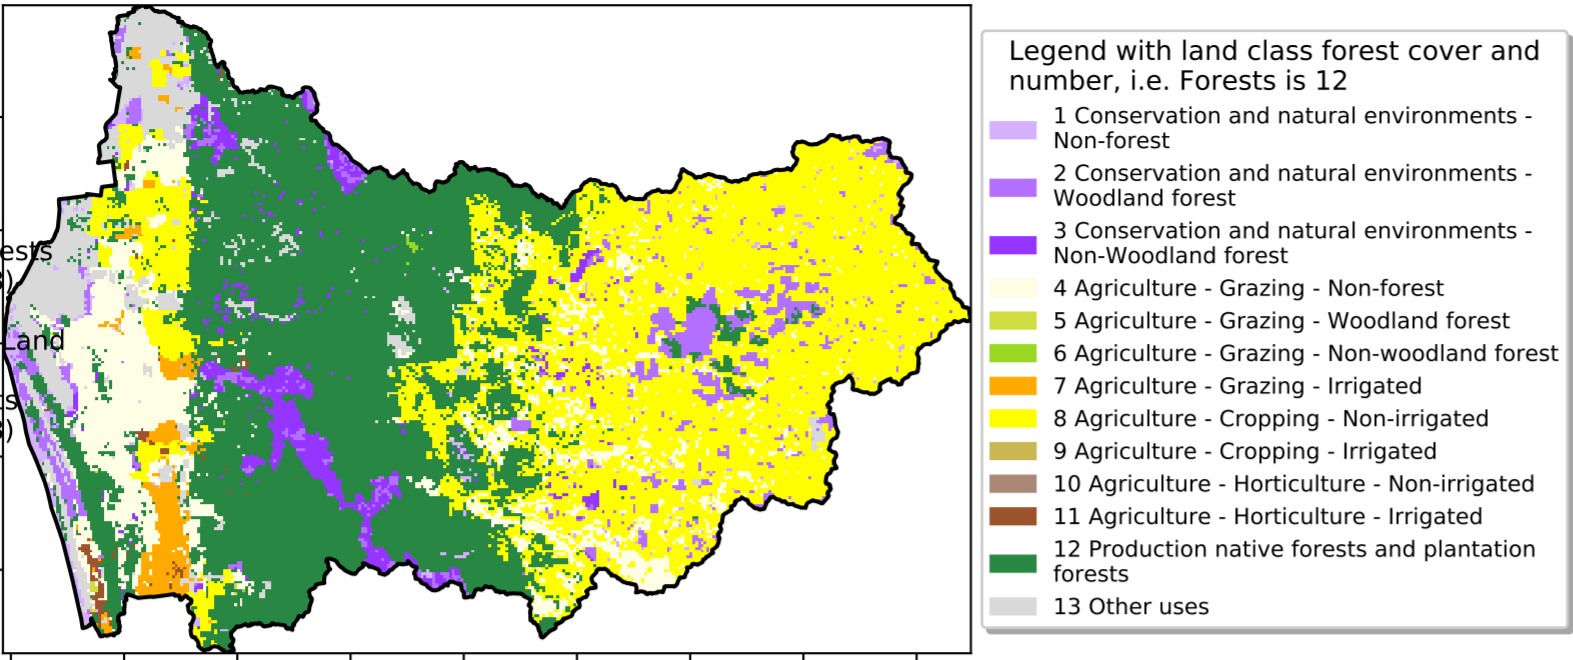 Legend with land class forest cover and
number, i.e. Forests is 12
1 Conservation and natural environments -
Non-forest
2 Conservation and natural environments -
Woodland forest
3 Conservation and natural environments -
Non-Woodland forest
4 Agriculture - Grazing - Non-forest
5 Agriculture - Grazing - Woodland forest
6 Agriculture - Grazing - Non-woodland forest
7 Agriculture - Grazing - Irrigated
8 Agriculture - Cropping - Non-irrigated
9 Agriculture - Cropping - Irrigated
10 Agriculture - Horticulture - Non-irrigated
11 Agriculture - Horticulture - Irrigated
12 Production native forests and plantation
forests
13 Other uses
ests
Land